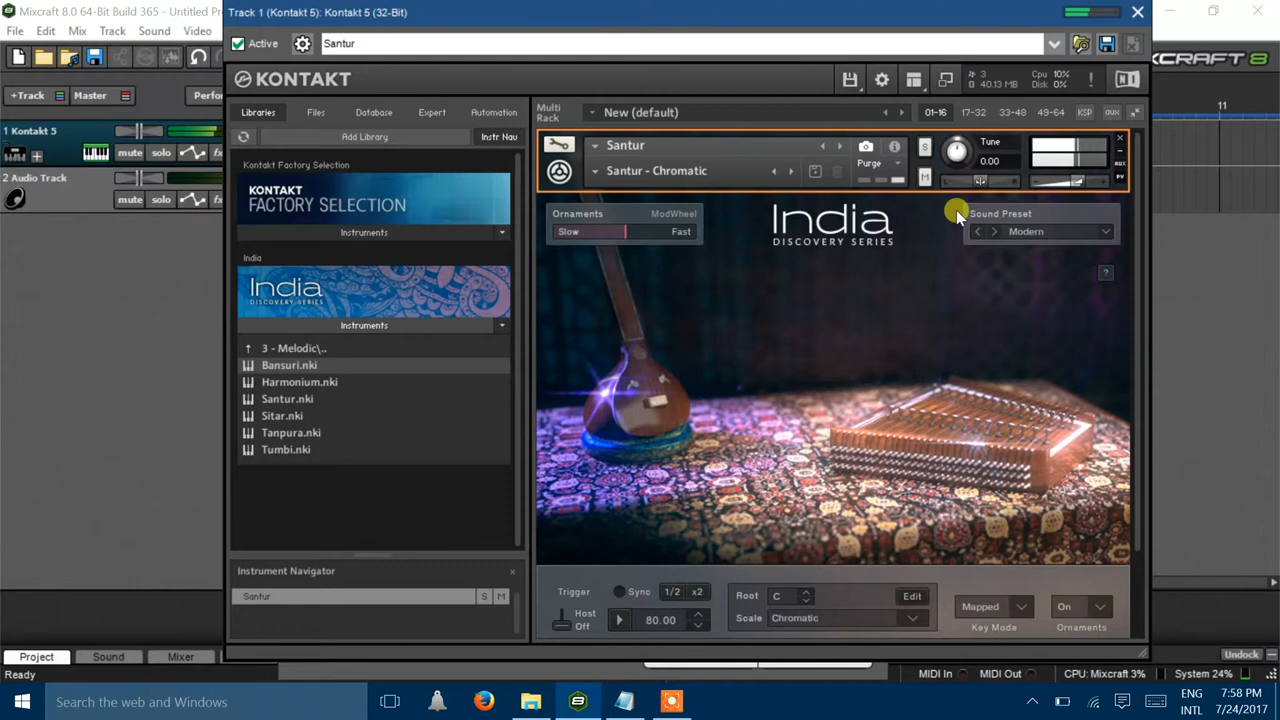 Mixcraft 8.0 64-Bit Build 365 - Untitled Pr
Track 1 (Kontakt 5): Kontakt 5 (32-Bit)
File Edit Mix Track Sound Video
Active
Santur
KONTAKT
3
40.13 MB
Cpu 10%
Disk 0%
XCRAFT 8
+Track
Master
Perfo
Libraries Files Database Expert Automation
Add Library
Instr Nav
Multi
Rack
New (default)
01-16 17-32 33-48 49-64 KSP aux
11
1 Kontakt 5
mute solo
2 Audio Track
mute solo
Kontakt Factory Selection
KONTAKT
FACTORY SELECTION
Instruments
India
India
DISCOVERY SERIES
Instruments
3 - Melodic\..
Bansuri.nki
Harmonium.nki
Santur.nki
Sitar.nki
Tanpura.nki
Tumbi.nki
Instrument Navigator
Santur S M
Santur
Santur - Chromatic
Purge
S
M
Tune
0.00
L R
AUX
PV
Ornaments ModWheel
Slow Fast
India
DISCOVERY SERIES
Sound Preset
Modern
?
Trigger
Sync
1/2 x2
Host
Off
80.00
Root C Edit
Scale Chromatic
Mapped
Key Mode
On
Ornaments
Project Sound Mixer
Undock
Ready
MIDI In MIDI Out CPU: Mixcraft 3% System 24%
Search the web and Windows
ENG
INTL
7:58 PM
7/24/2017